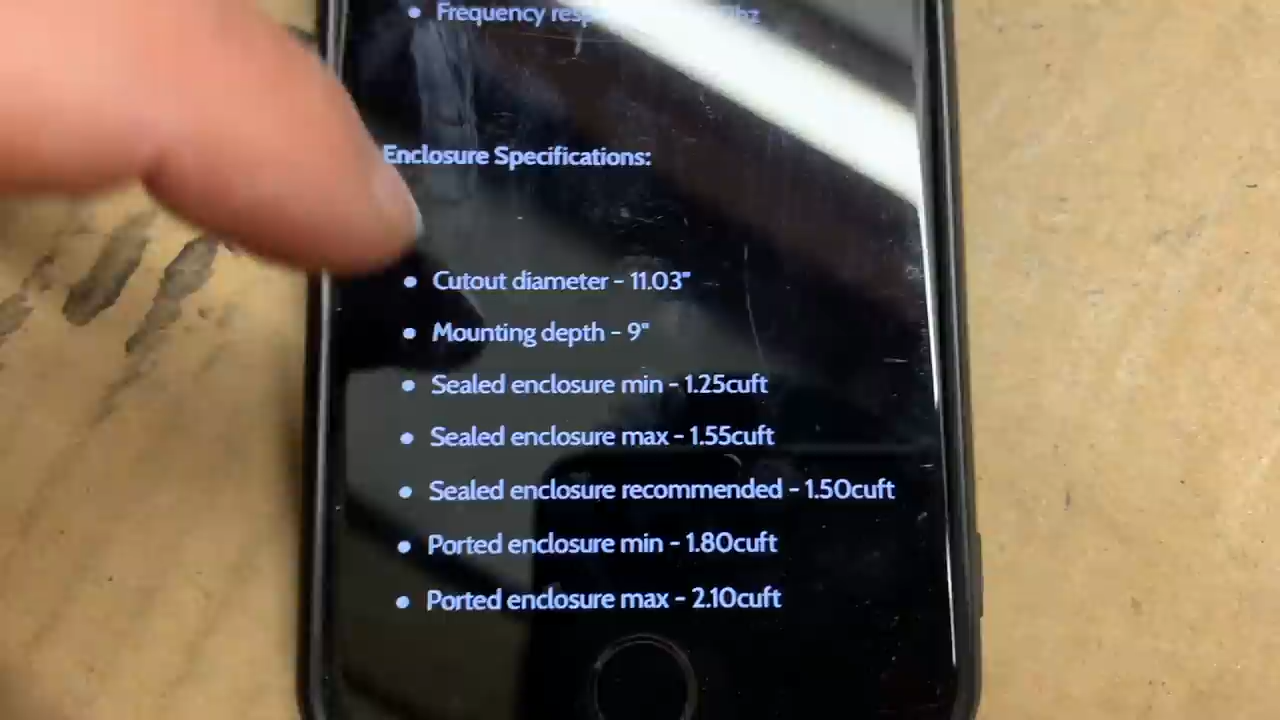 • Frequency
Enclosure Specifications:
• Cutout diameter - 11.03"
• Mounting depth - 9"
• Sealed enclosure min - 1.25cuft
• Sealed enclosure max - 1.55cuft
• Sealed enclosure recommended - 1.50cuft
• Ported enclosure min - 1.80cuft
• Ported enclosure max - 2.10cuft